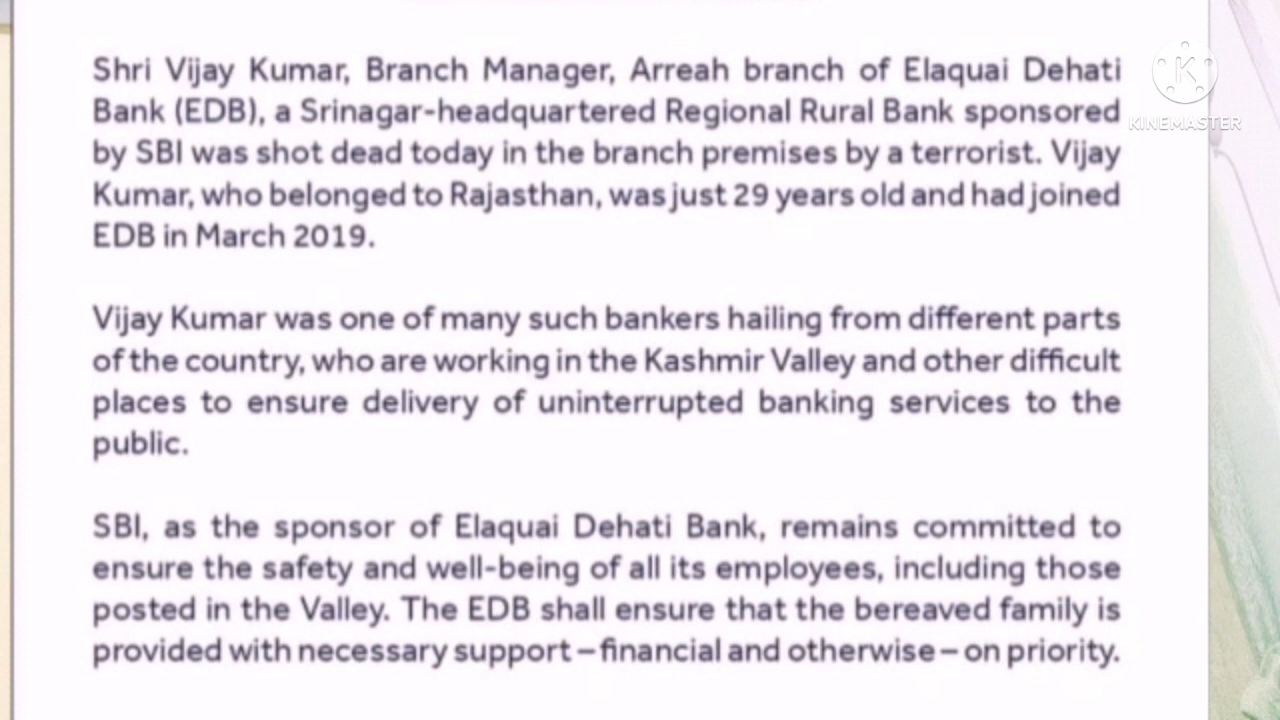 Shri Vijay Kumar, Branch Manager, Arreah branch of Elaquai Dehati
Bank (EDB), a Srinagar-headquartered Regional Rural Bank sponsored
by SBI was shot dead today in the branch premises by a terrorist. Vijay
Kumar, who belonged to Rajasthan, was just 29 years old and had joined
EDB in March 2019.
Vijay Kumar was one of many such bankers hailing from different parts
of the country, who are working in the Kashmir Valley and other difficult
places to ensure delivery of uninterrupted banking services to the
public.
SBI, as the sponsor of Elaquai Dehati Bank, remains committed to
ensure the safety and well-being of all its employees, including those
posted in the Valley. The EDB shall ensure that the bereaved family is
provided with necessary support – financial and otherwise – on priority.
K
KINEMASTER